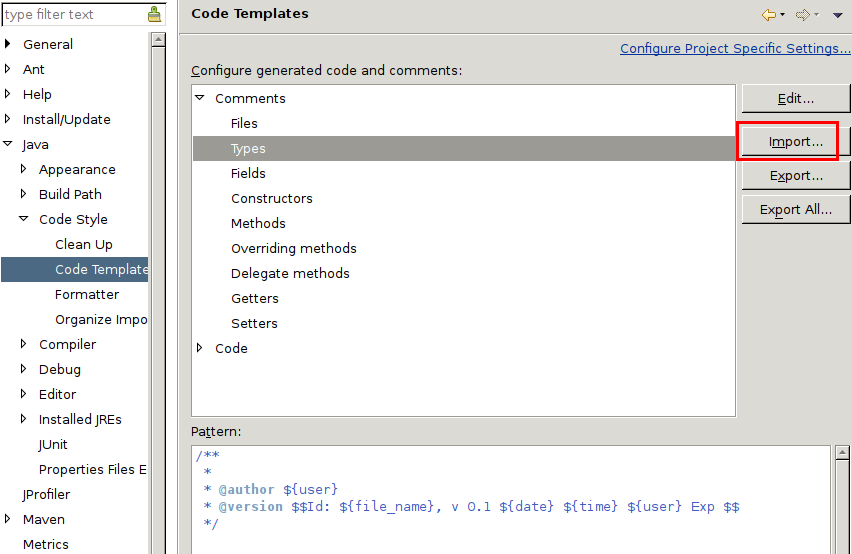 type filter text
General
Ant
Help
Install/Update
Java
Appearance
Build Path
Code Style
Clean Up
Code Template
Formatter
Organize Impo
Compiler
Debug
Editor
Installed JREs
JUnit
Properties Files E
JProfiler
Maven
Metrics
Code Templates
Configure Project Specific Settings...
Configure generated code and comments:
Comments
Files
Types
Fields
Constructors
Methods
Overriding methods
Delegate methods
Getters
Setters
Code
Edit...
Import...
Export...
Export All...
Pattern:
/**
*
* @author ${user}
* @version $$Id: ${file_name}, v 0.1 ${date} ${time} ${user} Exp $$
*/